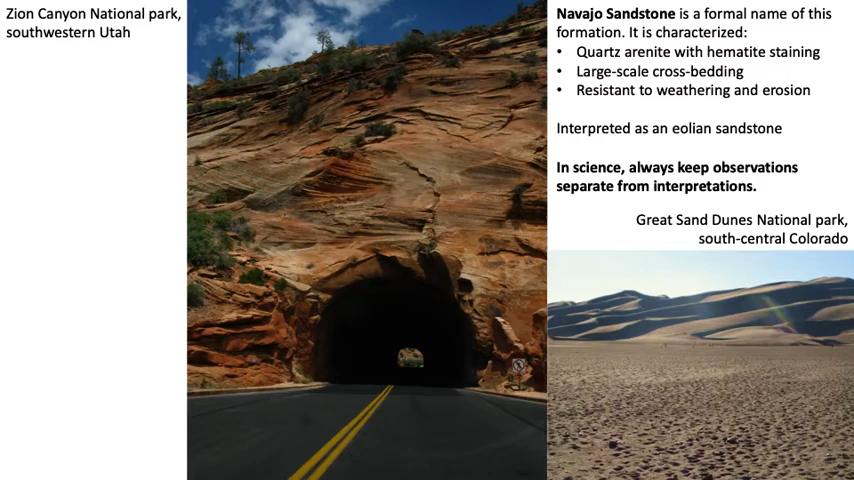 Zion Canyon National park,
southwestern Utah
Navajo Sandstone is a formal name of this
formation. It is characterized:
• Quartz arenite with hematite staining
• Large-scale cross-bedding
• Resistant to weathering and erosion
Interpreted as an eolian sandstone
In science, always keep observations
separate from interpretations.
Great Sand Dunes National park,
south-central Colorado